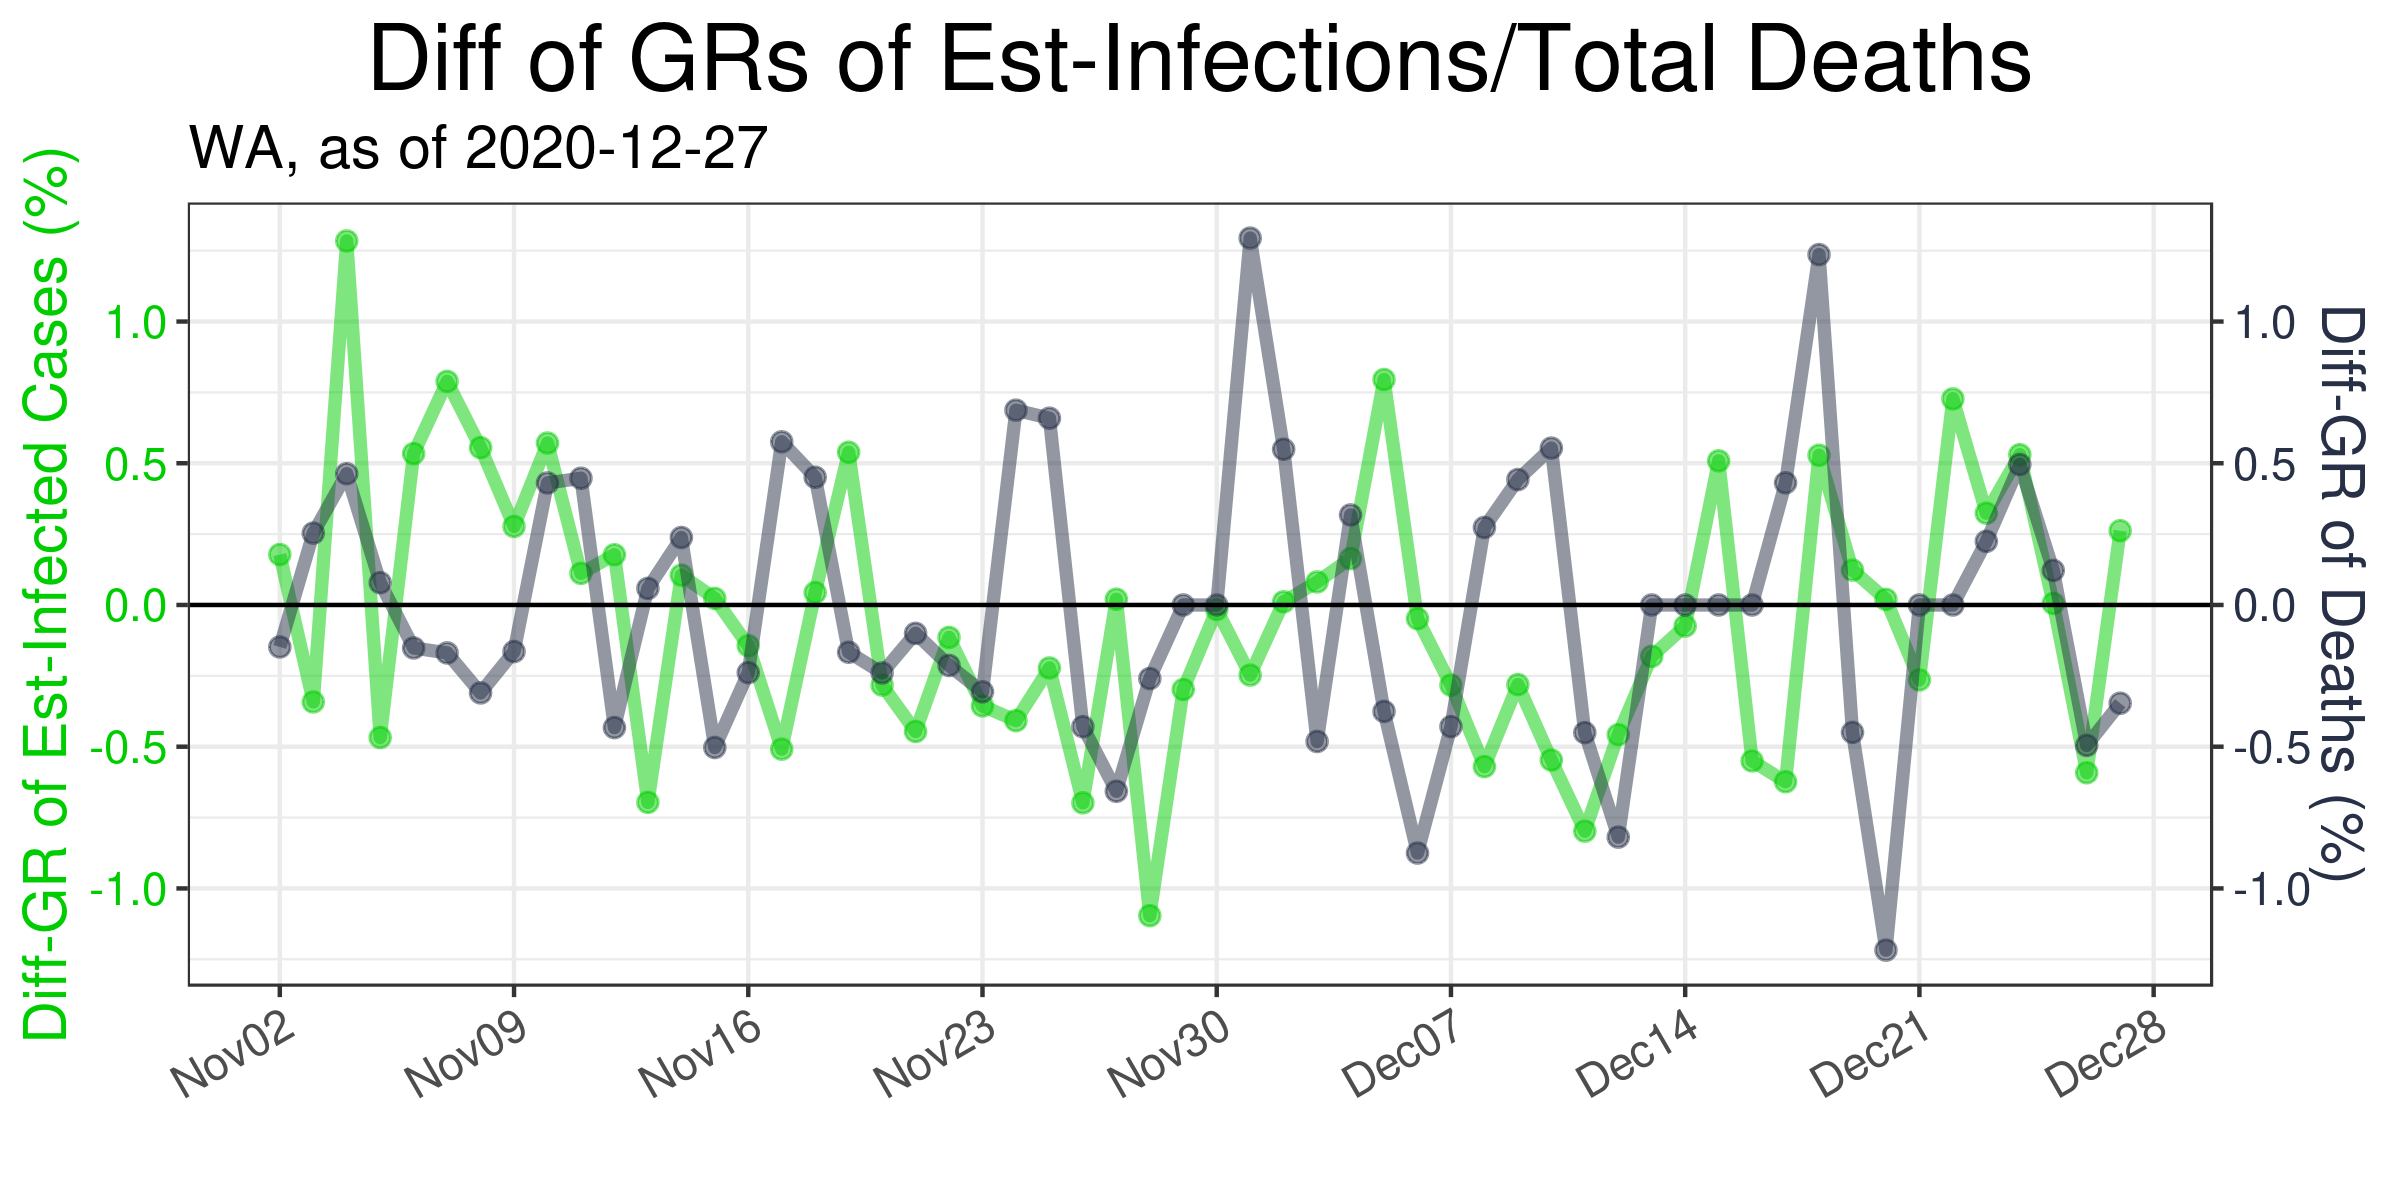 Diff of GRs of Est-Infections/Total Deaths
WA, as of 2020-12-27
Diff-GR of Est-Infected Cases (%)
1.0
0.5
0.0
-0.5
-1.0
1.0
0.5
0.0
-0.5
-1.0
Diff-GR of Deaths (%)
Nov02
Nov09
Nov16
Nov23
Nov30
Dec07
Dec14
Dec21
Dec28